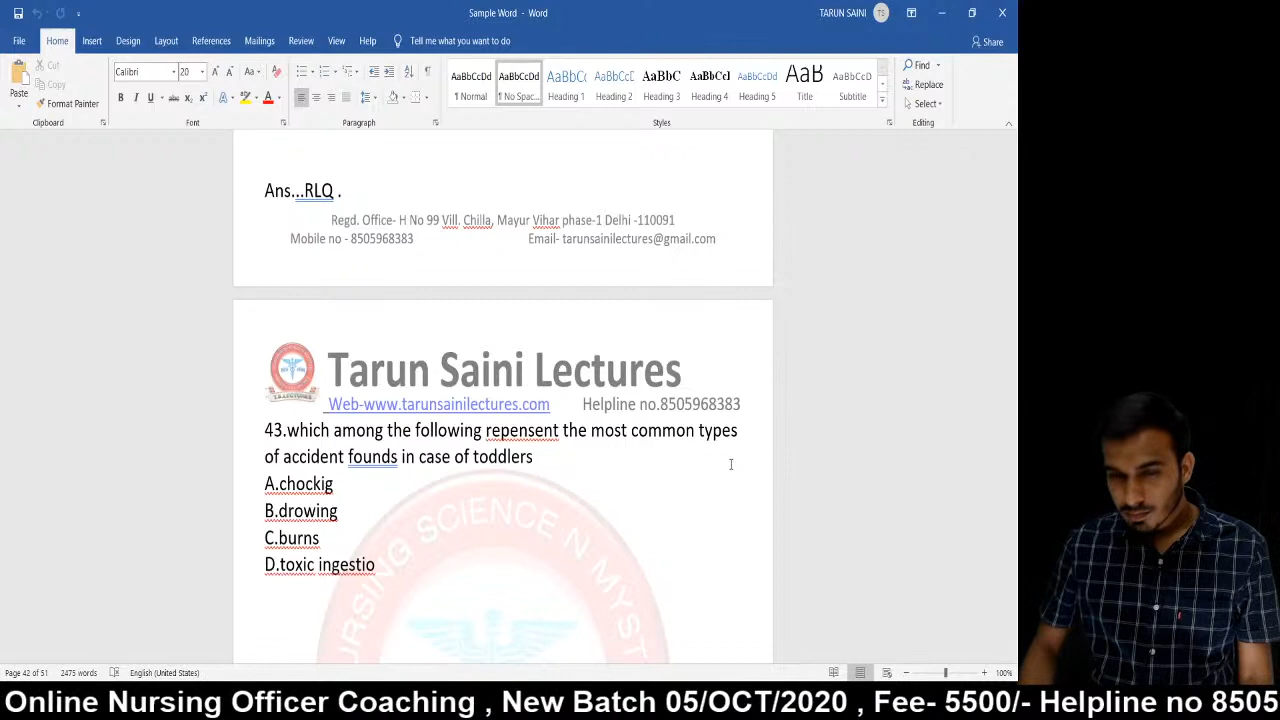 Sample Word - Word
TARUN SAINI
TS
File Home Insert Design Layout References Mailings Review View Help Tell me what you want to do
Share
Paste
Cut
Copy
Format Painter
Clipboard
Calibri
20
Font
Paragraph
AaBbCcDd AaBbCcDd AaBbCc AaBbCcD AaBbC AaBbCcI AaBbCcD AaB AaBbCcD
¶ Normal ¶ No Spac... Heading 1 Heading 2 Heading 3 Heading 4 Heading 5 Title Subtitle
Styles
Find
Replace
Select
Editing
Ans...RLQ .
Regd. Office- H No 99 Vill. Chilla, Mayur Vihar phase-1 Delhi -110091
Mobile no - 8505968383 Email- tarunsainilectures@gmail.com
Tarun Saini Lectures
Web-www.tarunsainilectures.com Helpline no.8505968383
43.which among the following repensent the most common types
of accident founds in case of toddlers
A.chockig
B.drowing
C.burns
D.toxic ingestio
URSING SCIENCE N MYST
Page 42 of 51 2475 words English (United States) 100%
Online Nursing Officer Coaching , New Batch 05/OCT/2020 , Fee- 5500/- Helpline no 8505